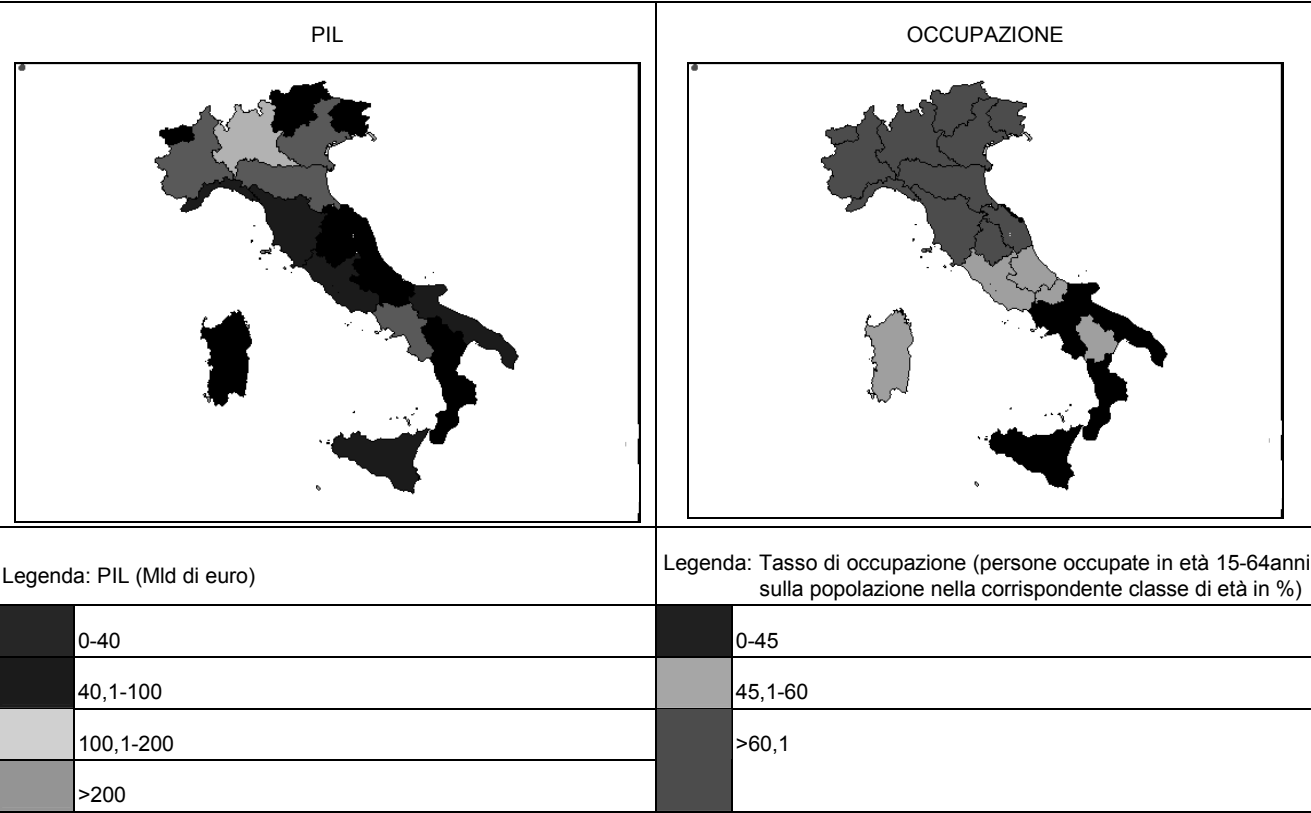 PIL
OCCUPAZIONE
Legenda: PIL (Mld di euro)
Legenda: Tasso di occupazione (persone occupate in età 15-64anni
sulla popolazione nella corrispondente classe di età in %)
0-40
0-45
40,1-100
45,1-60
100,1-200
>60,1
>200